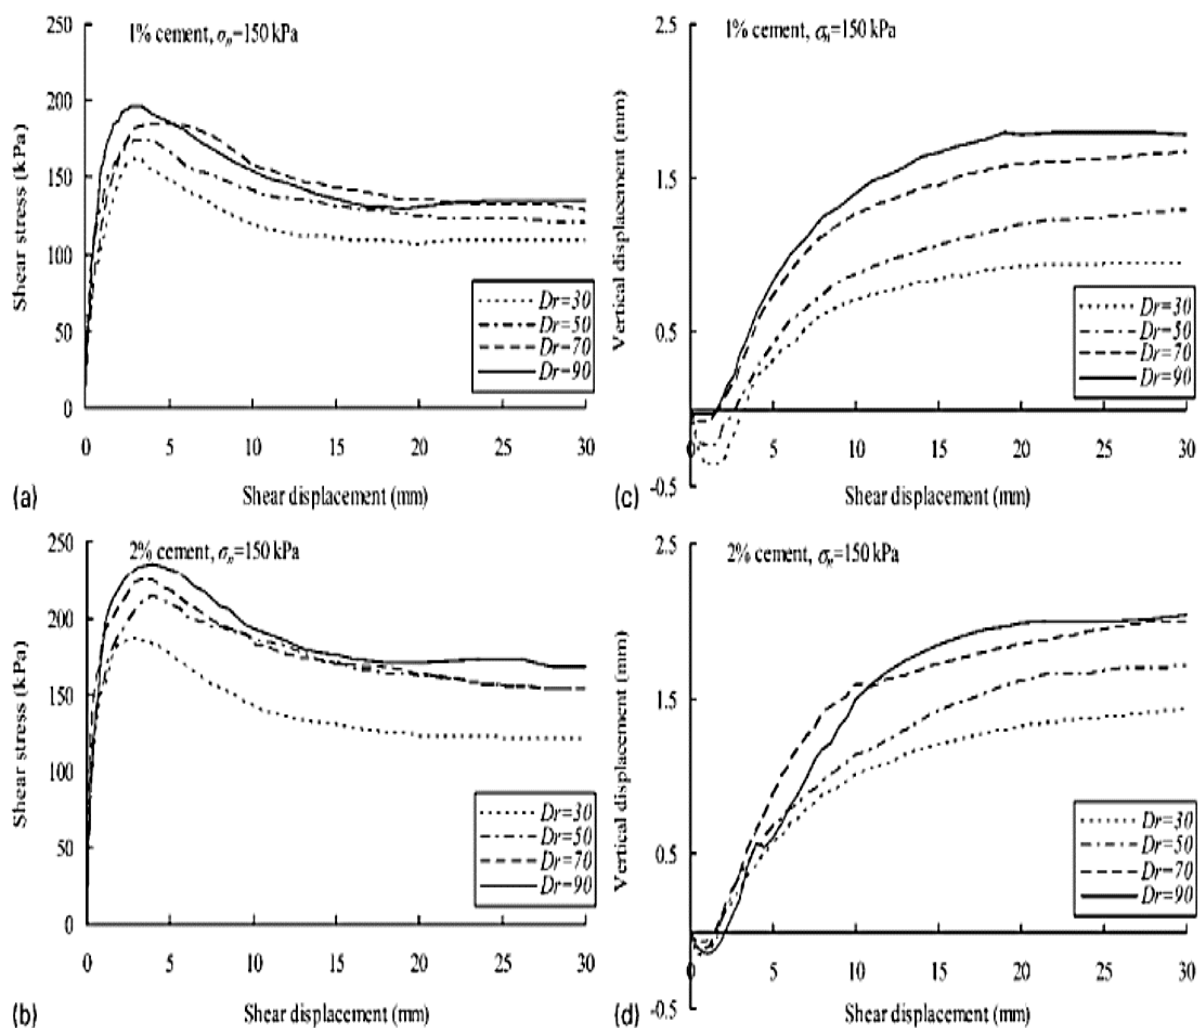 1% cement, σn=150 kPa
Shear stress (kPa)
250
200
150
100
50
0
Dr=30
Dr=50
Dr=70
Dr=90
0 5 10 15 20 25 30
Shear displacement (mm)
(a)
1% cement, σn=150 kPa
Vertical displacement (mm)
2.5
1.5
0.5
-0.5
Dr=30
Dr=50
Dr=70
Dr=90
0 5 10 15 20 25 30
Shear displacement (mm)
(c)
2% cement, σn=150 kPa
Shear stress (kPa)
250
200
150
100
50
0
Dr=30
Dr=50
Dr=70
Dr=90
0 5 10 15 20 25 30
Shear displacement (mm)
(b)
2% cement, σn=150 kPa
Vertical displacement (mm)
2.5
1.5
0.5
-0.5
Dr=30
Dr=50
Dr=70
Dr=90
0 5 10 15 20 25 30
Shear displacement (mm)
(d)